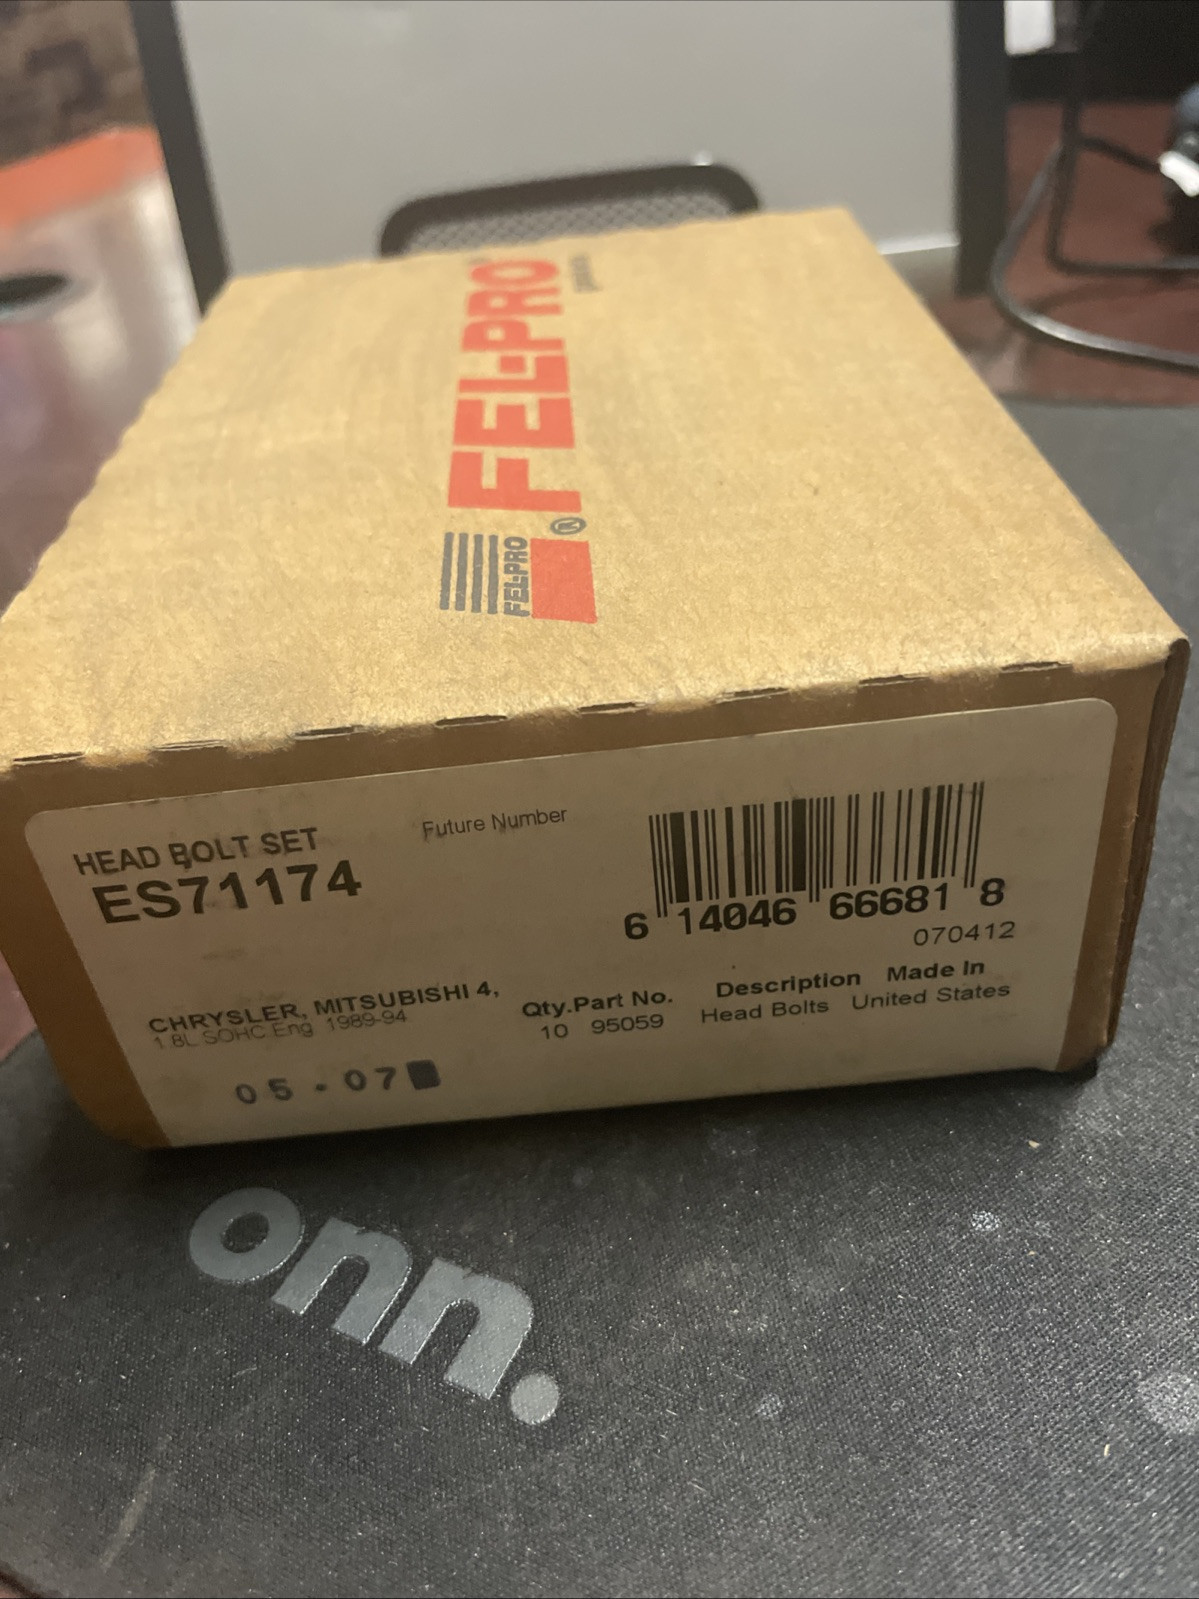 FEL-PRO
®
FEL-PRO
HEAD BOLT SET
ES71174
Future Number
6 14046 66681 8
070412
CHRYSLER, MITSUBISHI 4,
1.8L SOHC Eng 1989-94
Qty. Part No. Description Made In
10 95059 Head Bolts United States
05.07
onn.